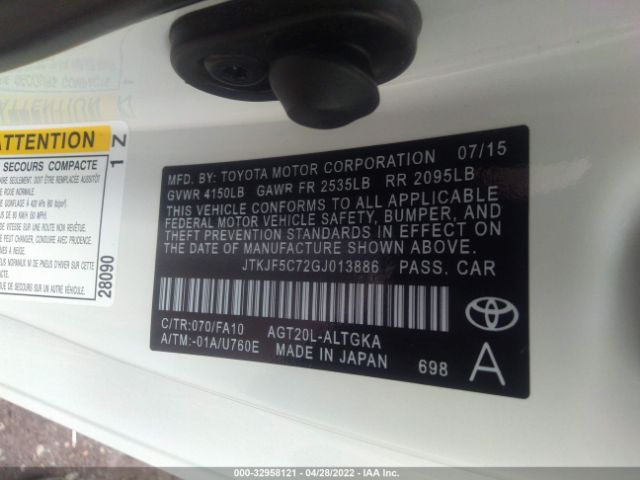 ATTENTION
SECOURS COMPACTE
28090
1 Z
MFD. BY: TOYOTA MOTOR CORPORATION 07/15
GVWR 4150LB GAWR FR 2535LB RR 2095LB
THIS VEHICLE CONFORMS TO ALL APPLICABLE
FEDERAL MOTOR VEHICLE SAFETY, BUMPER, AND
THEFT PREVENTION STANDARDS IN EFFECT ON
THE DATE OF MANUFACTURE SHOWN ABOVE.
JTKJF5C72GJ013886 PASS. CAR
C/TR:070/FA10 AGT20L-ALTGKA
A/TM:-01A/U760E MADE IN JAPAN
TOYOTA
698
A
000-32958121 - 04/28/2022 - IAA Inc.